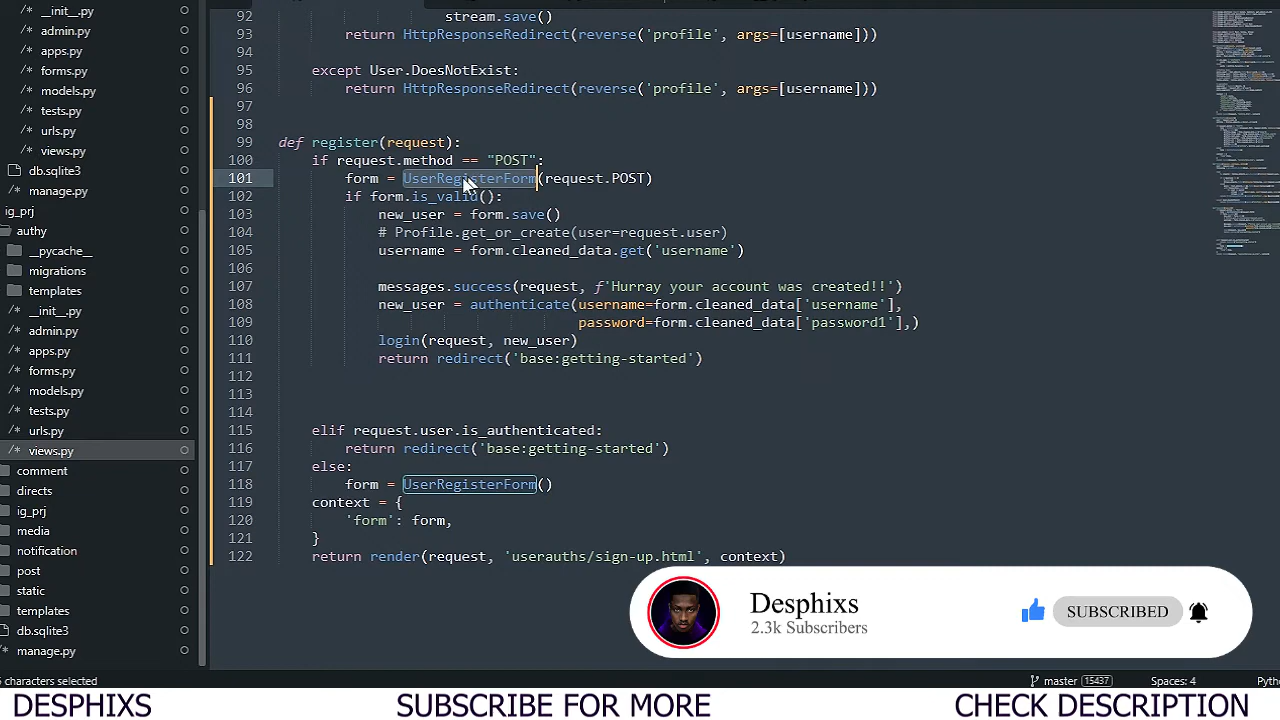 __init__.py
admin.py
apps.py
forms.py
models.py
tests.py
urls.py
views.py
db.sqlite3
manage.py
ig_prj
authy
__pycache__
migrations
templates
__init__.py
admin.py
apps.py
forms.py
models.py
tests.py
urls.py
views.py
comment
directs
ig_prj
media
notification
post
static
templates
db.sqlite3
manage.py
92 stream.save()
93 return HttpResponseRedirect(reverse('profile', args=[username]))
94
95 except User.DoesNotExist:
96 return HttpResponseRedirect(reverse('profile', args=[username]))
97
98
99 def register(request):
100 if request.method == "POST":
101 form = UserRegisterForm(request.POST)
102 if form.is_valid():
103 new_user = form.save()
104 # Profile.get_or_create(user=request.user)
105 username = form.cleaned_data.get('username')
106
107 messages.success(request, f'Hurray your account was created!!')
108 new_user = authenticate(username=form.cleaned_data['username'],
109 password=form.cleaned_data['password1'],)
110 login(request, new_user)
111 return redirect('base:getting-started')
112
113
114
115 elif request.user.is_authenticated:
116 return redirect('base:getting-started')
117 else:
118 form = UserRegisterForm()
119 context = {
120 'form': form,
121 }
122 return render(request, 'userauths/sign-up.html', context)
Desphixs
2.3k Subscribers
SUBSCRIBED
characters selected
master 15437
Spaces: 4
DESPHIXS
SUBSCRIBE FOR MORE
CHECK DESCRIPTION